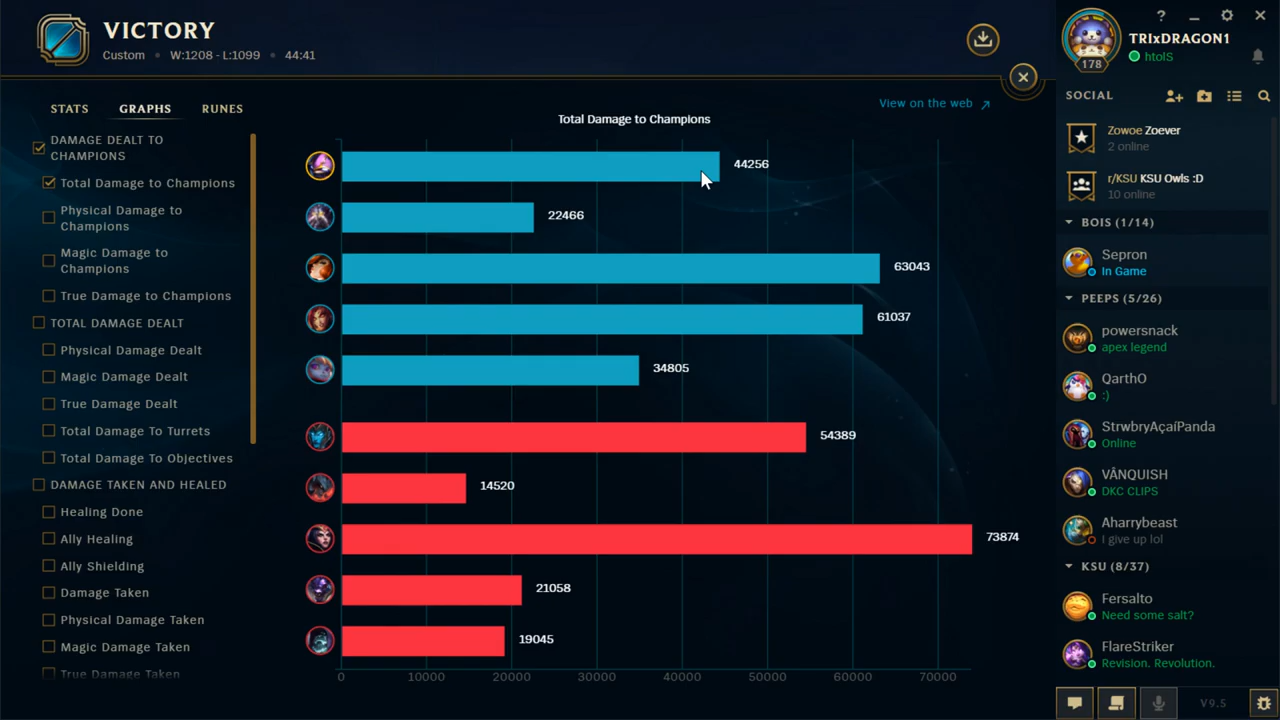 VICTORY
Custom • W:1208 - L:1099 • 44:41
STATS GRAPHS RUNES
View on the web
Total Damage to Champions
DAMAGE DEALT TO
CHAMPIONS
Total Damage to Champions
Physical Damage to
Champions
Magic Damage to
Champions
True Damage to Champions
TOTAL DAMAGE DEALT
Physical Damage Dealt
Magic Damage Dealt
True Damage Dealt
Total Damage To Turrets
Total Damage To Objectives
DAMAGE TAKEN AND HEALED
Healing Done
Ally Healing
Ally Shielding
Damage Taken
Physical Damage Taken
Magic Damage Taken
True Damage Taken
44256
22466
63043
61037
34805
54389
14520
73874
21058
19045
0 10000 20000 30000 40000 50000 60000 70000
?
TRIxDRAGON1
178
htolS
SOCIAL
Zowoe Zoever
2 online
r/KSU KSU Owls :D
10 online
BOIS (1/14)
Sepron
In Game
PEEPS (5/26)
powersnack
apex legend
QarthO
:)
StrwbryAçaíPanda
Online
VÂNQUISH
DKC CLIPS
Aharrybeast
I give up lol
KSU (8/37)
Fersalto
Need some salt?
FlareStriker
Revision. Revolution.
V9.5